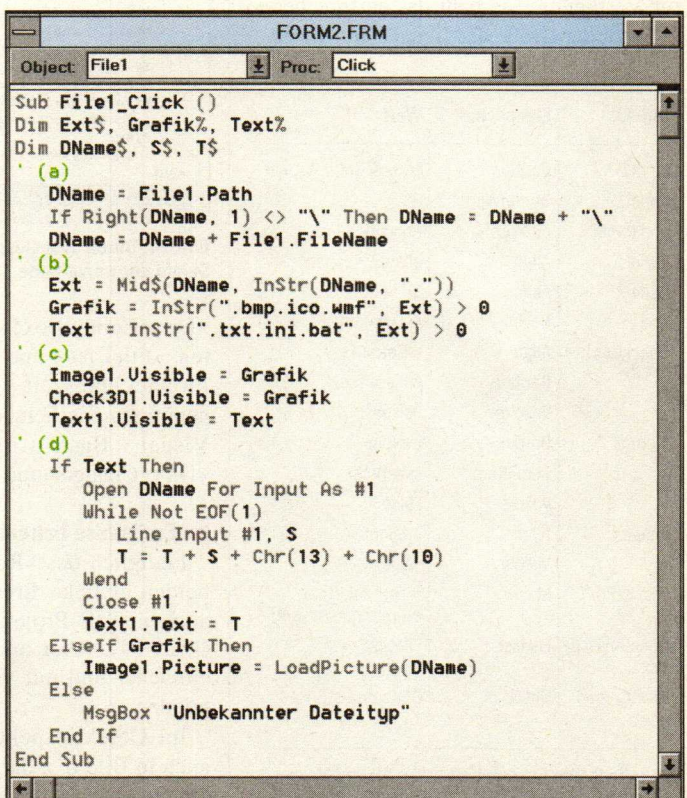 FORM2.FRM
Object: File1 Proc: Click
Sub File1_Click ()
Dim Ext$, Grafik%, Text%
Dim DName$, S$, T$
' (a)
DName = File1.Path
If Right(DName, 1) <> "\" Then DName = DName + "\"
DName = DName + File1.FileName
' (b)
Ext = Mid$(DName, InStr(DName, "."))
Grafik = InStr(".bmp.ico.wmf", Ext) > 0
Text = InStr(".txt.ini.bat", Ext) > 0
' (c)
Image1.Visible = Grafik
Check3D1.Visible = Grafik
Text1.Visible = Text
' (d)
If Text Then
Open DName For Input As #1
While Not EOF(1)
Line Input #1, S
T = T + S + Chr(13) + Chr(10)
Wend
Close #1
Text1.Text = T
ElseIf Grafik Then
Image1.Picture = LoadPicture(DName)
Else
MsgBox "Unbekannter Dateityp"
End If
End Sub